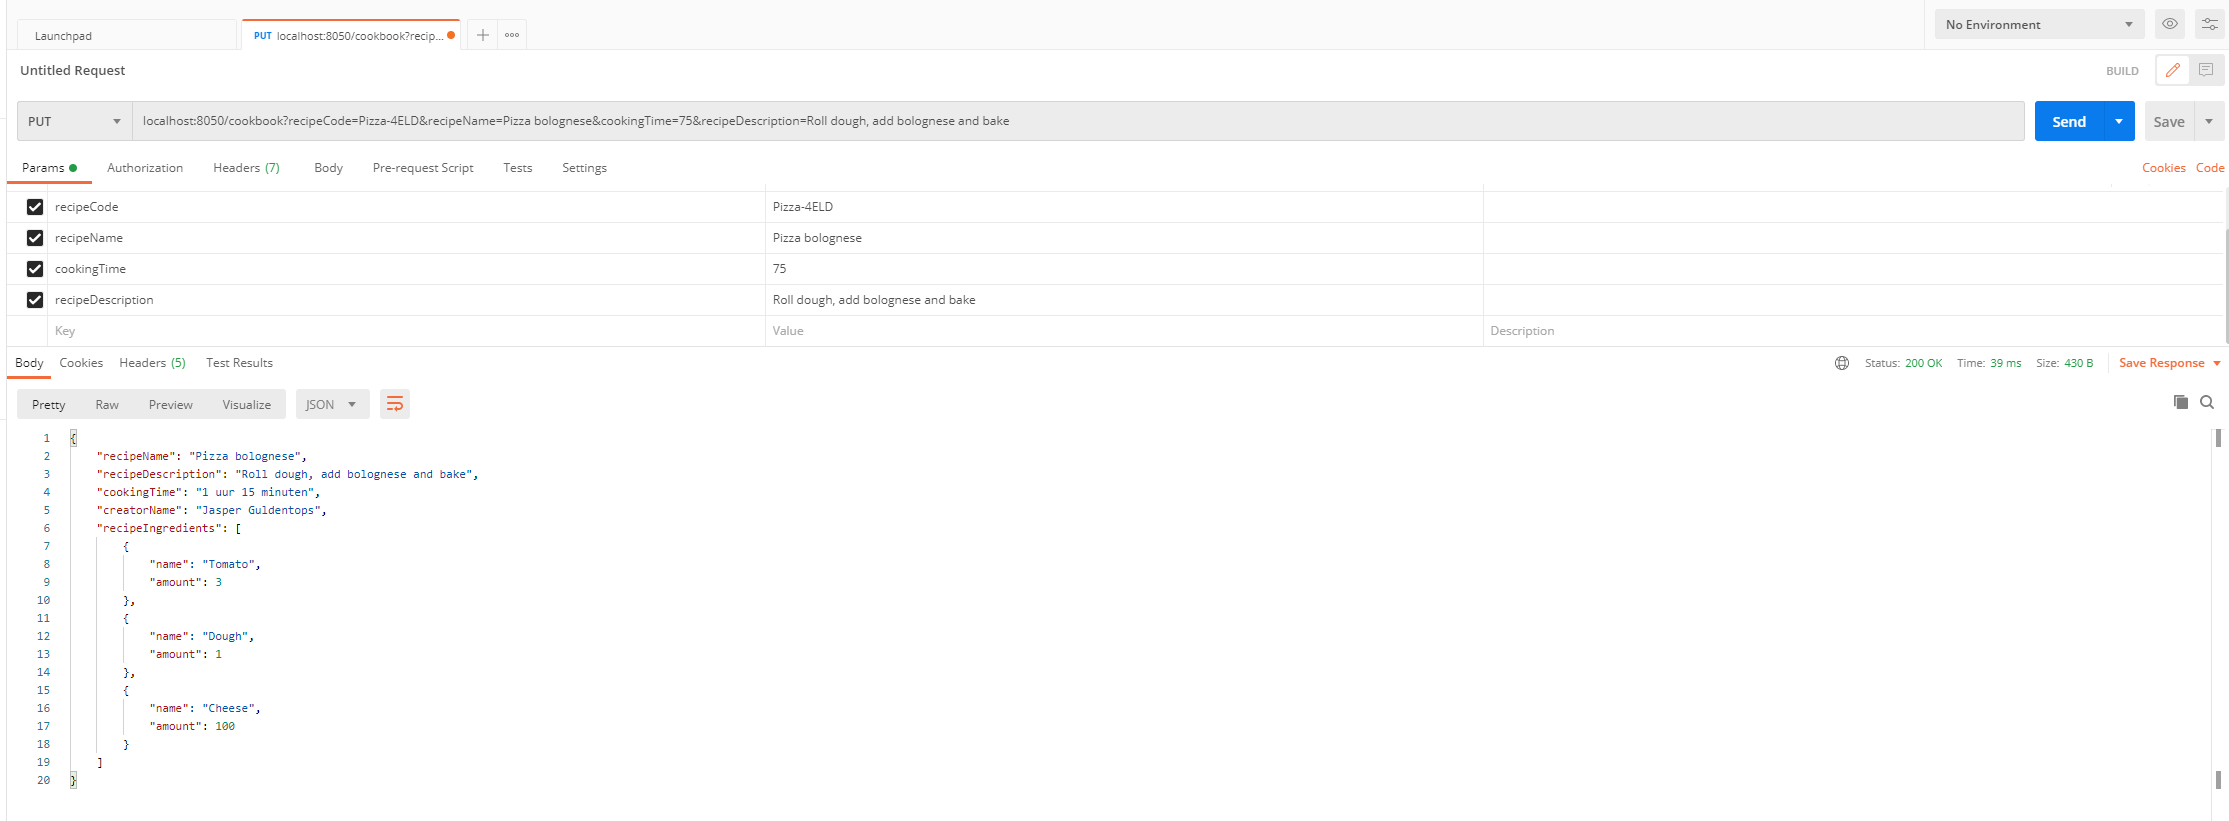 Launchpad
PUT localhost:8050/cookbook?recip...
No Environment
Untitled Request
BUILD
PUT
localhost:8050/cookbook?recipeCode=Pizza-4ELD&recipeName=Pizza bolognese&cookingTime=75&recipeDescription=Roll dough, add bolognese and bake
Send
Save
Params Authorization Headers (7) Body Pre-request Script Tests Settings
Cookies Code
recipeCode Pizza-4ELD
recipeName Pizza bolognese
cookingTime 75
recipeDescription Roll dough, add bolognese and bake
Key Value Description
Body Cookies Headers (5) Test Results
Status: 200 OK Time: 39 ms Size: 430 B Save Response
Pretty Raw Preview Visualize JSON
1 {
2 "recipeName": "Pizza bolognese",
3 "recipeDescription": "Roll dough, add bolognese and bake",
4 "cookingTime": "1 uur 15 minuten",
5 "creatorName": "Jasper Guldentops",
6 "recipeIngredients": [
7 {
8 "name": "Tomato",
9 "amount": 3
10 },
11 {
12 "name": "Dough",
13 "amount": 1
14 },
15 {
16 "name": "Cheese",
17 "amount": 100
18 }
19 ]
20 }